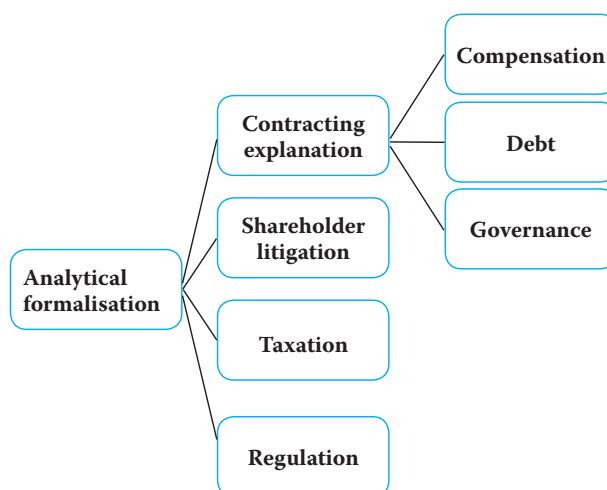 Analytical
formalisation
Contracting
explanation
Shareholder
litigation
Taxation
Regulation
Compensation
Debt
Governance